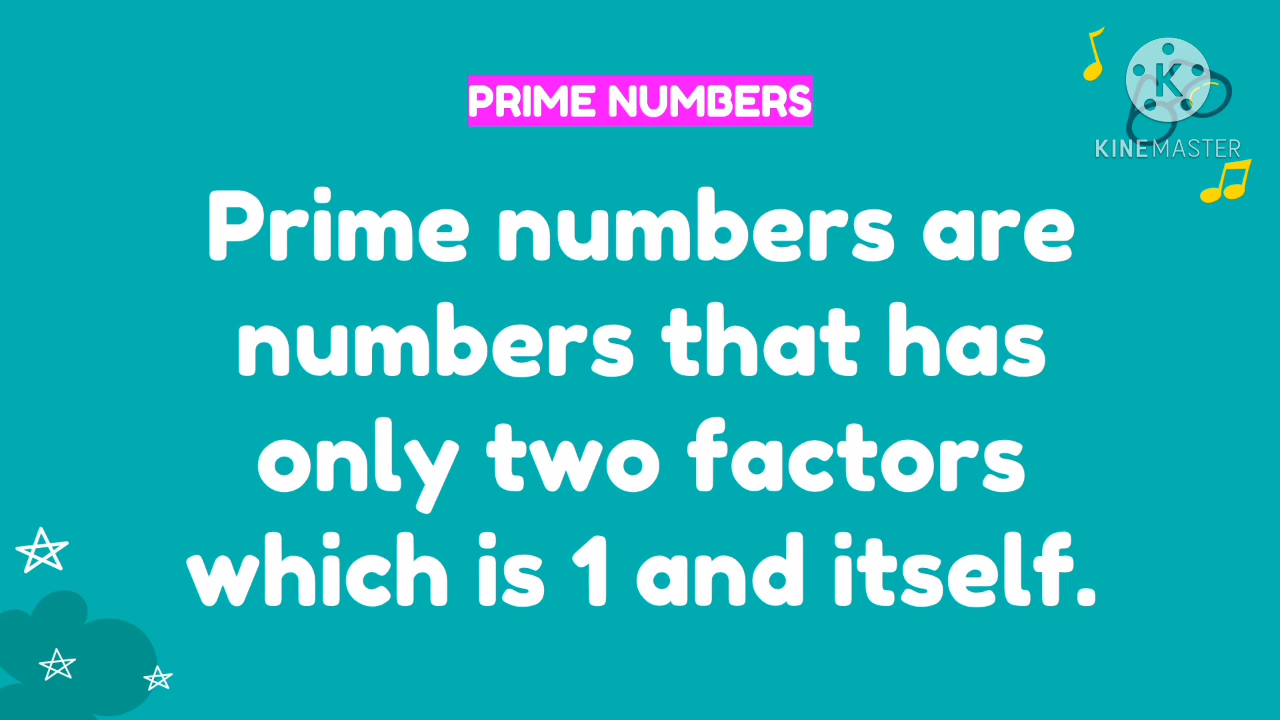 PRIME NUMBERS
K
KINEMASTER
Prime numbers are
numbers that has
only two factors
which is 1 and itself.